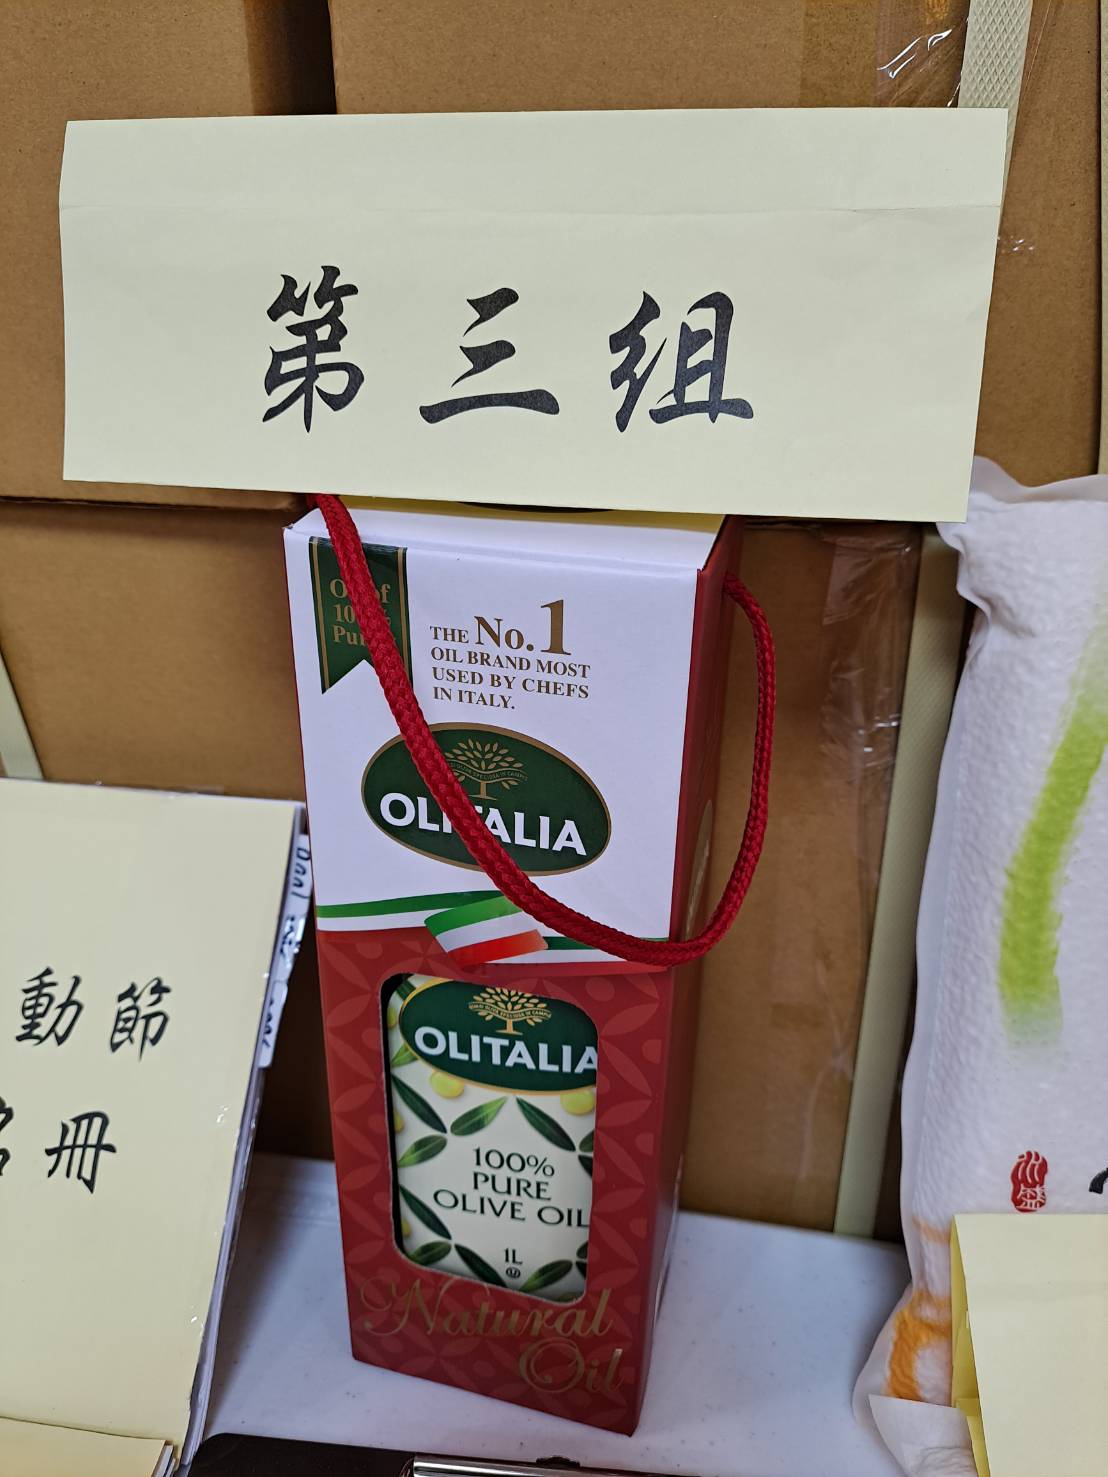 第三組
THE No.1
OIL BRAND MOST
USED BY CHEFS
IN ITALY.
OLITALIA
OLITALIA
100%
PURE
OLIVE OIL
1L
Natural
Oil
動節
冊